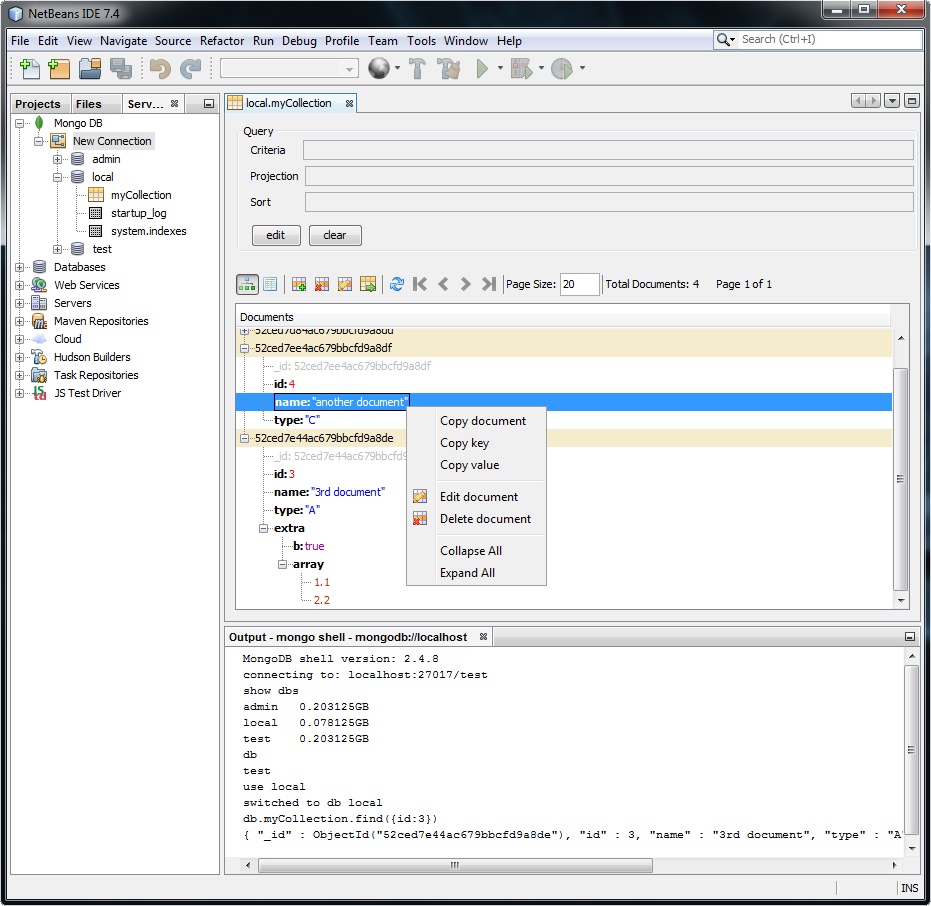 NetBeans IDE 7.4
File Edit View Navigate Source Refactor Run Debug Profile Team Tools Window Help
Search (Ctrl+I)
Projects Files Serv...
Mongo DB
New Connection
admin
local
myCollection
startup_log
system.indexes
test
Databases
Web Services
Servers
Maven Repositories
Cloud
Hudson Builders
Task Repositories
JS Test Driver
local.myCollection
Query
Criteria
Projection
Sort
edit clear
Page Size: 20 Total Documents: 4 Page 1 of 1
Documents
52ced7d84ac679bbcfd9a8dd
52ced7ee4ac679bbcfd9a8df
_id: 52ced7ee4ac679bbcfd9a8df
id: 4
name: "another document"
type: "C"
52ced7e44ac679bbcfd9a8de
_id: 52ced7e44ac679bbcfd9
id: 3
name: "3rd document"
type: "A"
extra
b: true
array
1.1
2.2
Copy document
Copy key
Copy value
Edit document
Delete document
Collapse All
Expand All
Output - mongo shell - mongodb://localhost
MongoDB shell version: 2.4.8
connecting to: localhost:27017/test
show dbs
admin 0.203125GB
local 0.078125GB
test 0.203125GB
db
test
use local
switched to db local
db.myCollection.find({id:3})
{ "_id" : ObjectId("52ced7e44ac679bbcfd9a8de"), "id" : 3, "name" : "3rd document", "type" : "A"
INS